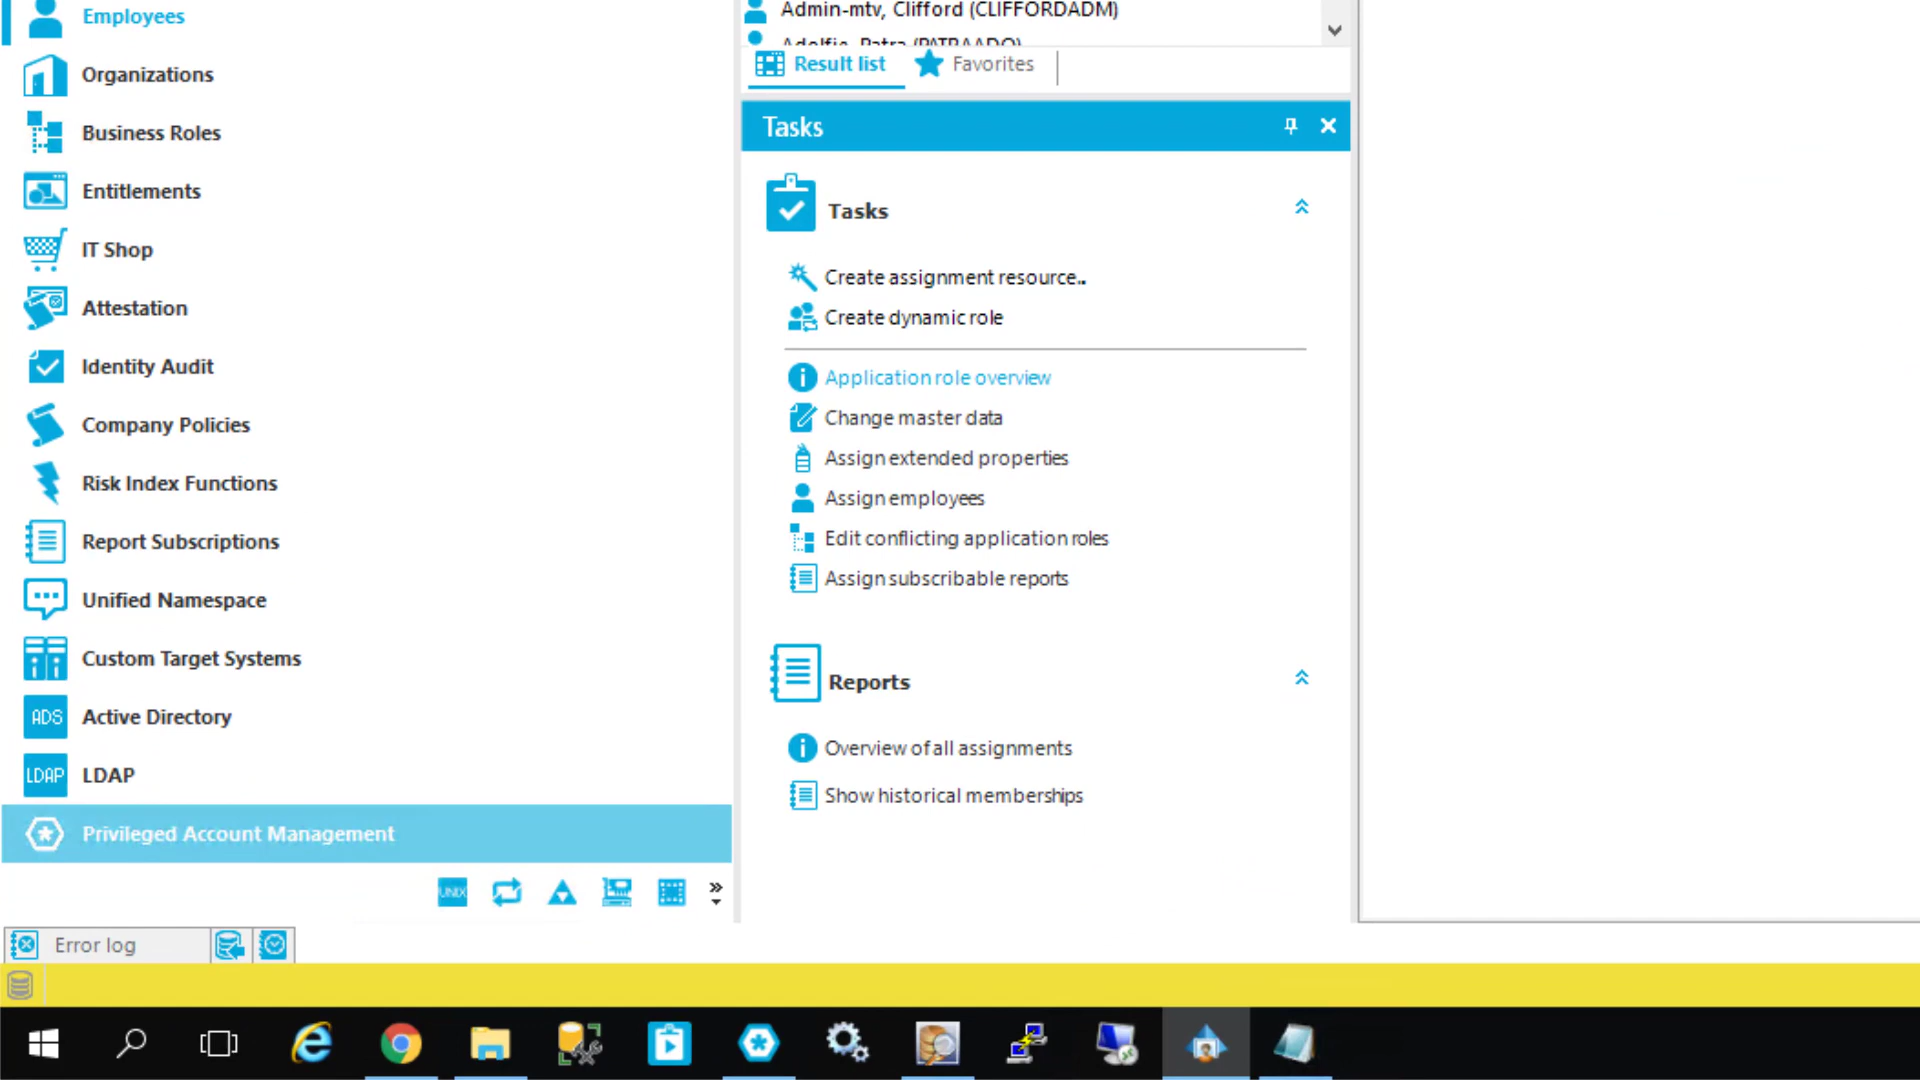 Employees
Organizations
Business Roles
Entitlements
IT Shop
Attestation
Identity Audit
Company Policies
Risk Index Functions
Report Subscriptions
Unified Namespace
Custom Target Systems
ADS Active Directory
LDAP LDAP
Privileged Account Management
UNIX
Error log
Admin-mtv, Clifford (CLIFFORDADM)
Adolfie, Patra (PATRAADO)
Result list
Favorites
Tasks
Tasks
Create assignment resource..
Create dynamic role
Application role overview
Change master data
Assign extended properties
Assign employees
Edit conflicting application roles
Assign subscribable reports
Reports
Overview of all assignments
Show historical memberships